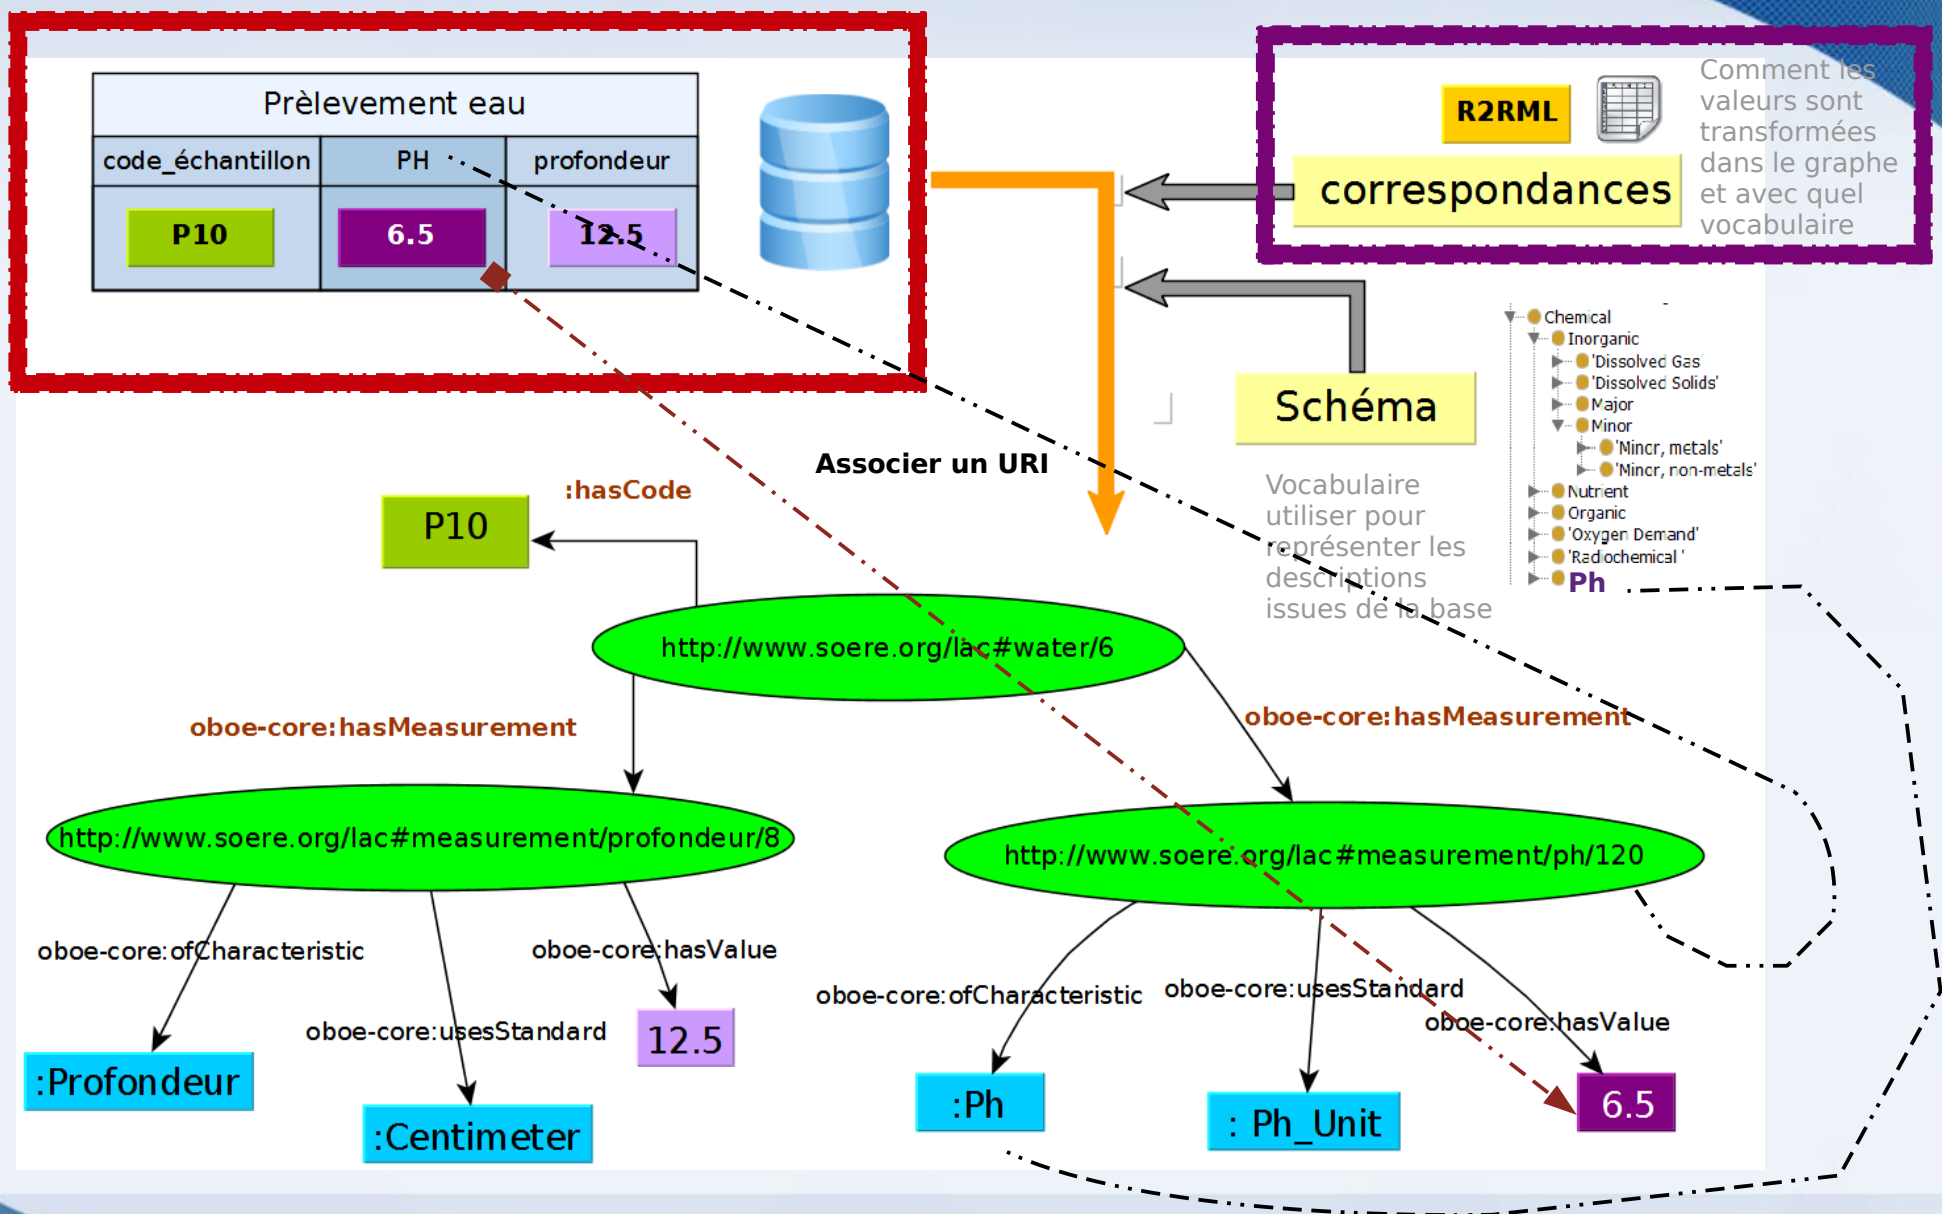 Prèlevement eau
code_échantillon PH profondeur
P10 6.5 12.5
R2RML
correspondances
Comment les
valeurs sont
transformées
dans le graphe
et avec quel
vocabulaire
Schéma
Vocabulaire
utiliser pour
représenter les
descriptions
issues de la base
Chemical
Inorganic
'Dissolved Gas'
'Dissolved Solids'
Major
Minor
'Minor, metals'
'Minor, non-metals'
Nutrient
Organic
'Oxygen Demand'
'Radiochemical '
Ph
Associer un URI
:hasCode
P10
http://www.soere.org/lac#water/6
oboe-core:hasMeasurement
oboe-core:hasMeasurement
http://www.soere.org/lac#measurement/profondeur/8
http://www.soere.org/lac#measurement/ph/120
oboe-core:ofCharacteristic
oboe-core:hasValue
oboe-core:usesStandard
12.5
:Profondeur
:Centimeter
oboe-core:ofCharacteristic
oboe-core:usesStandard
oboe-core:hasValue
:Ph
: Ph_Unit
6.5